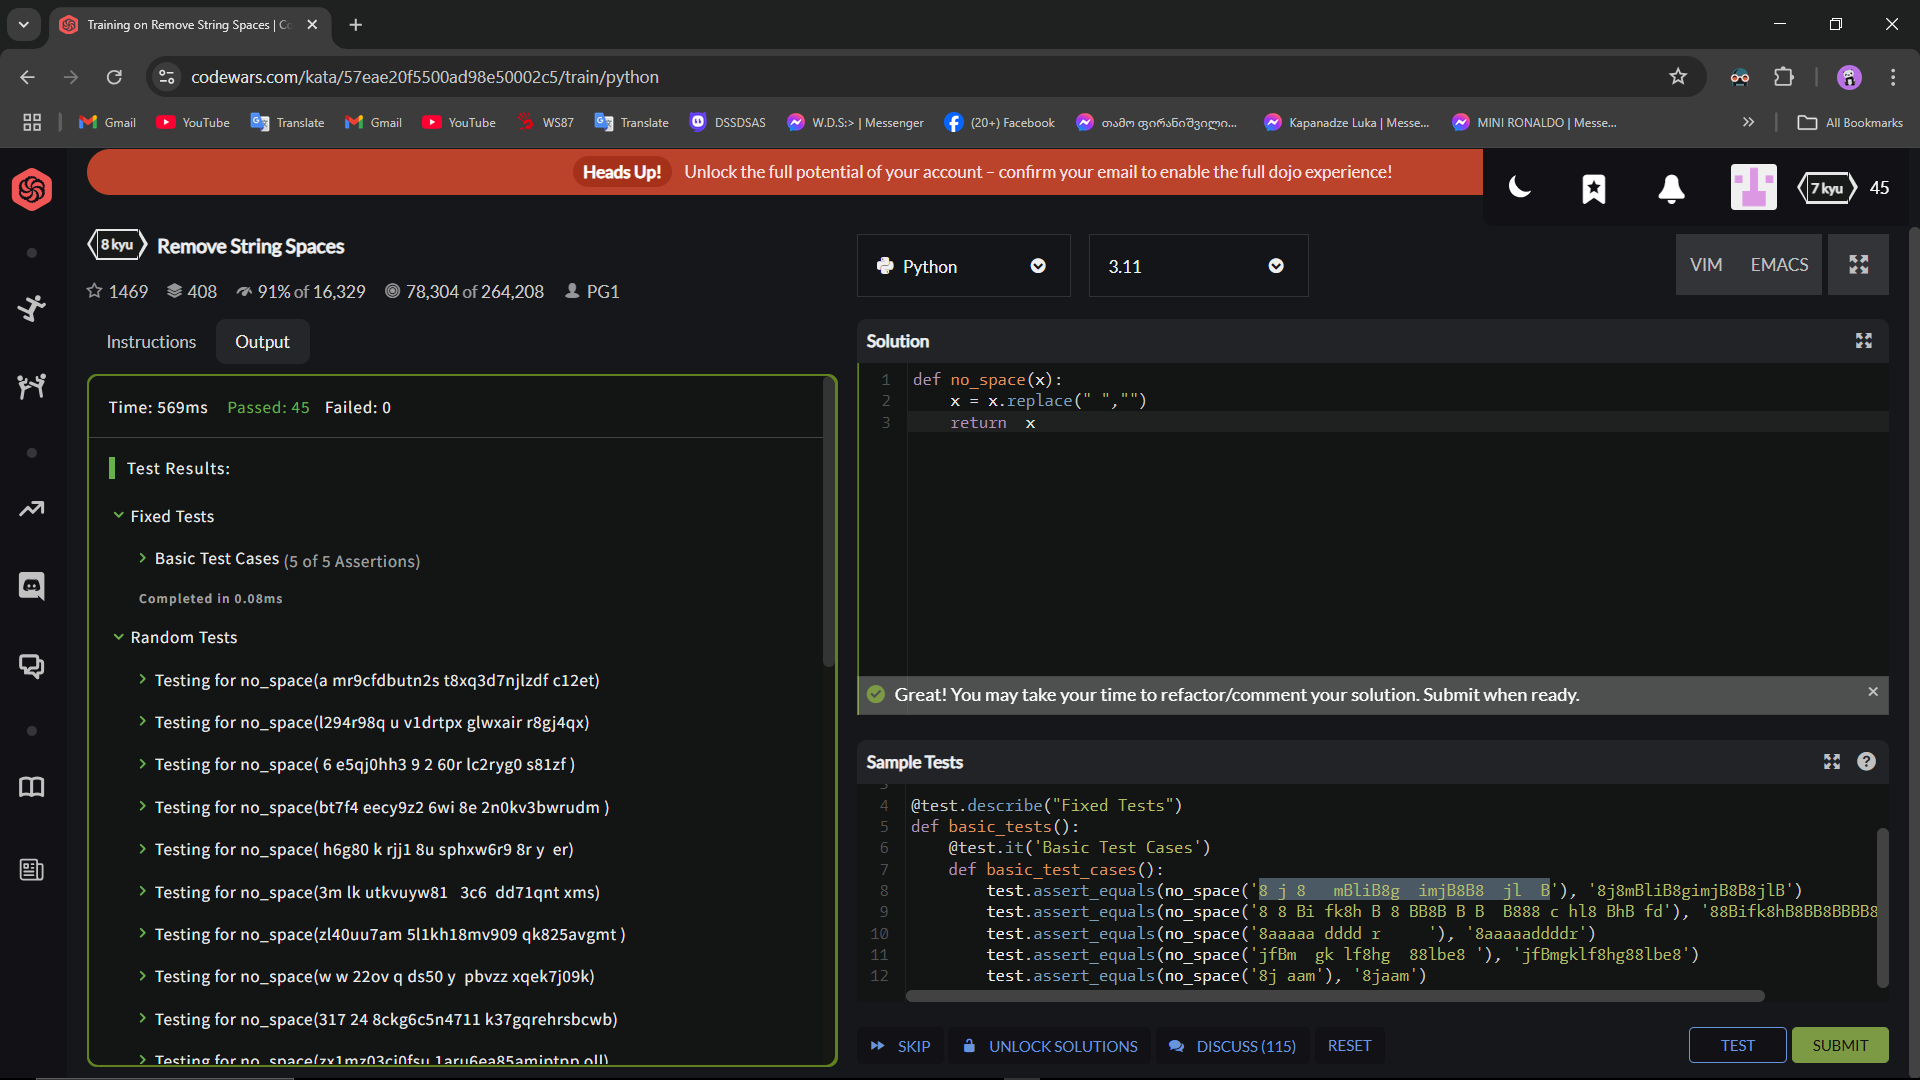 Training on Remove String Spaces | Co
codewars.com/kata/57eae20f5500ad98e50002c5/train/python
Gmail YouTube Translate Gmail YouTube WS87 Translate DSSDSAS W.D.S:> | Messenger (20+) Facebook თამო ფირანიშვილი... Kapanadze Luka | Messe... MINI RONALDO | Messe... All Bookmarks
Heads Up! Unlock the full potential of your account – confirm your email to enable the full dojo experience!
7 kyu 45
8 kyu Remove String Spaces
1469 408 91% of 16,329 78,304 of 264,208 PG1
Python 3.11 VIM EMACS
Instructions Output
Time: 569ms Passed: 45 Failed: 0
Test Results:
Fixed Tests
Basic Test Cases (5 of 5 Assertions)
Completed in 0.08ms
Random Tests
Testing for no_space(a mr9cfdbutn2s t8xq3d7njlzdf c12et)
Testing for no_space(l294r98q u v1drtpx glwxair r8gj4qx)
Testing for no_space( 6 e5qj0hh3 9 2 60r lc2ryg0 s81zf )
Testing for no_space(bt7f4 eecy9z2 6wi 8e 2n0kv3bwrudm )
Testing for no_space( h6g80 k rjj1 8u sphxw6r9 8r y  er)
Testing for no_space(3m lk utkvuyw81   3c6  dd71qnt xms)
Testing for no_space(zl40uu7am 5l1kh18mv909 qk825avgmt )
Testing for no_space(w w 22ov q ds50 y  pbvzz xqek7j09k)
Testing for no_space(317 24 8ckg6c5n4711 k37gqrehrsbcwb)
Testing for no_space(zx1mz03ci0fsu 1aru6ea85amiptpp oll)
Solution
1 def no_space(x):
2     x = x.replace(" ","")
3     return  x
Great! You may take your time to refactor/comment your solution. Submit when ready.
Sample Tests
3
4 @test.describe("Fixed Tests")
5 def basic_tests():
6     @test.it('Basic Test Cases')
7     def basic_test_cases():
8         test.assert_equals(no_space('8 j 8   mBliB8g  imjB8B8  jl  B'), '8j8mBliB8gimjB8B8jlB')
9         test.assert_equals(no_space('8 8 Bi fk8h B 8 BB8B B B  B888 c hl8 BhB fd'), '88Bifk8hB8BB8BBBB8
10         test.assert_equals(no_space('8aaaaa dddd r     '), '8aaaaaddddr')
11         test.assert_equals(no_space('jfBm  gk lf8hg  88lbe8 '), 'jfBmgklf8hg88lbe8')
12         test.assert_equals(no_space('8j aam'), '8jaam')
SKIP UNLOCK SOLUTIONS DISCUSS (115) RESET TEST SUBMIT